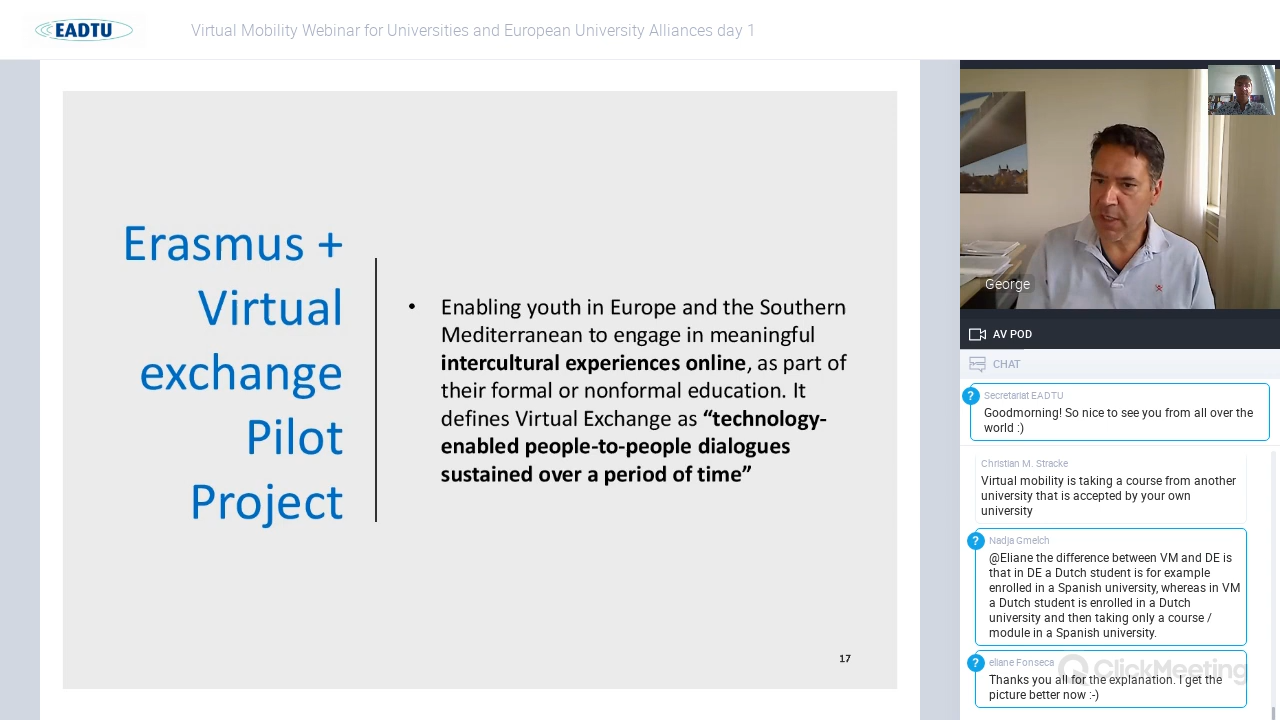 EADTU
Virtual Mobility Webinar for Universities and European University Alliances day 1
Erasmus +
Virtual
exchange
Pilot
Project
• Enabling youth in Europe and the Southern
Mediterranean to engage in meaningful
intercultural experiences online, as part of
their formal or nonformal education. It
defines Virtual Exchange as “technology-
enabled people-to-people dialogues
sustained over a period of time”
17
George
AV POD
CHAT
?
Secretariat EADTU
Goodmorning! So nice to see you from all over the
world :)
Christian M. Stracke
Virtual mobility is taking a course from another
university that is accepted by your own
university
?
Nadja Gmelch
@Eliane the difference between VM and DE is
that in DE a Dutch student is for example
enrolled in a Spanish university, whereas in VM
a Dutch student is enrolled in a Dutch
university and then taking only a course /
module in a Spanish university.
?
eliane Fonseca
Thanks you all for the explanation. I get the
picture better now :-)
ClickMeeting